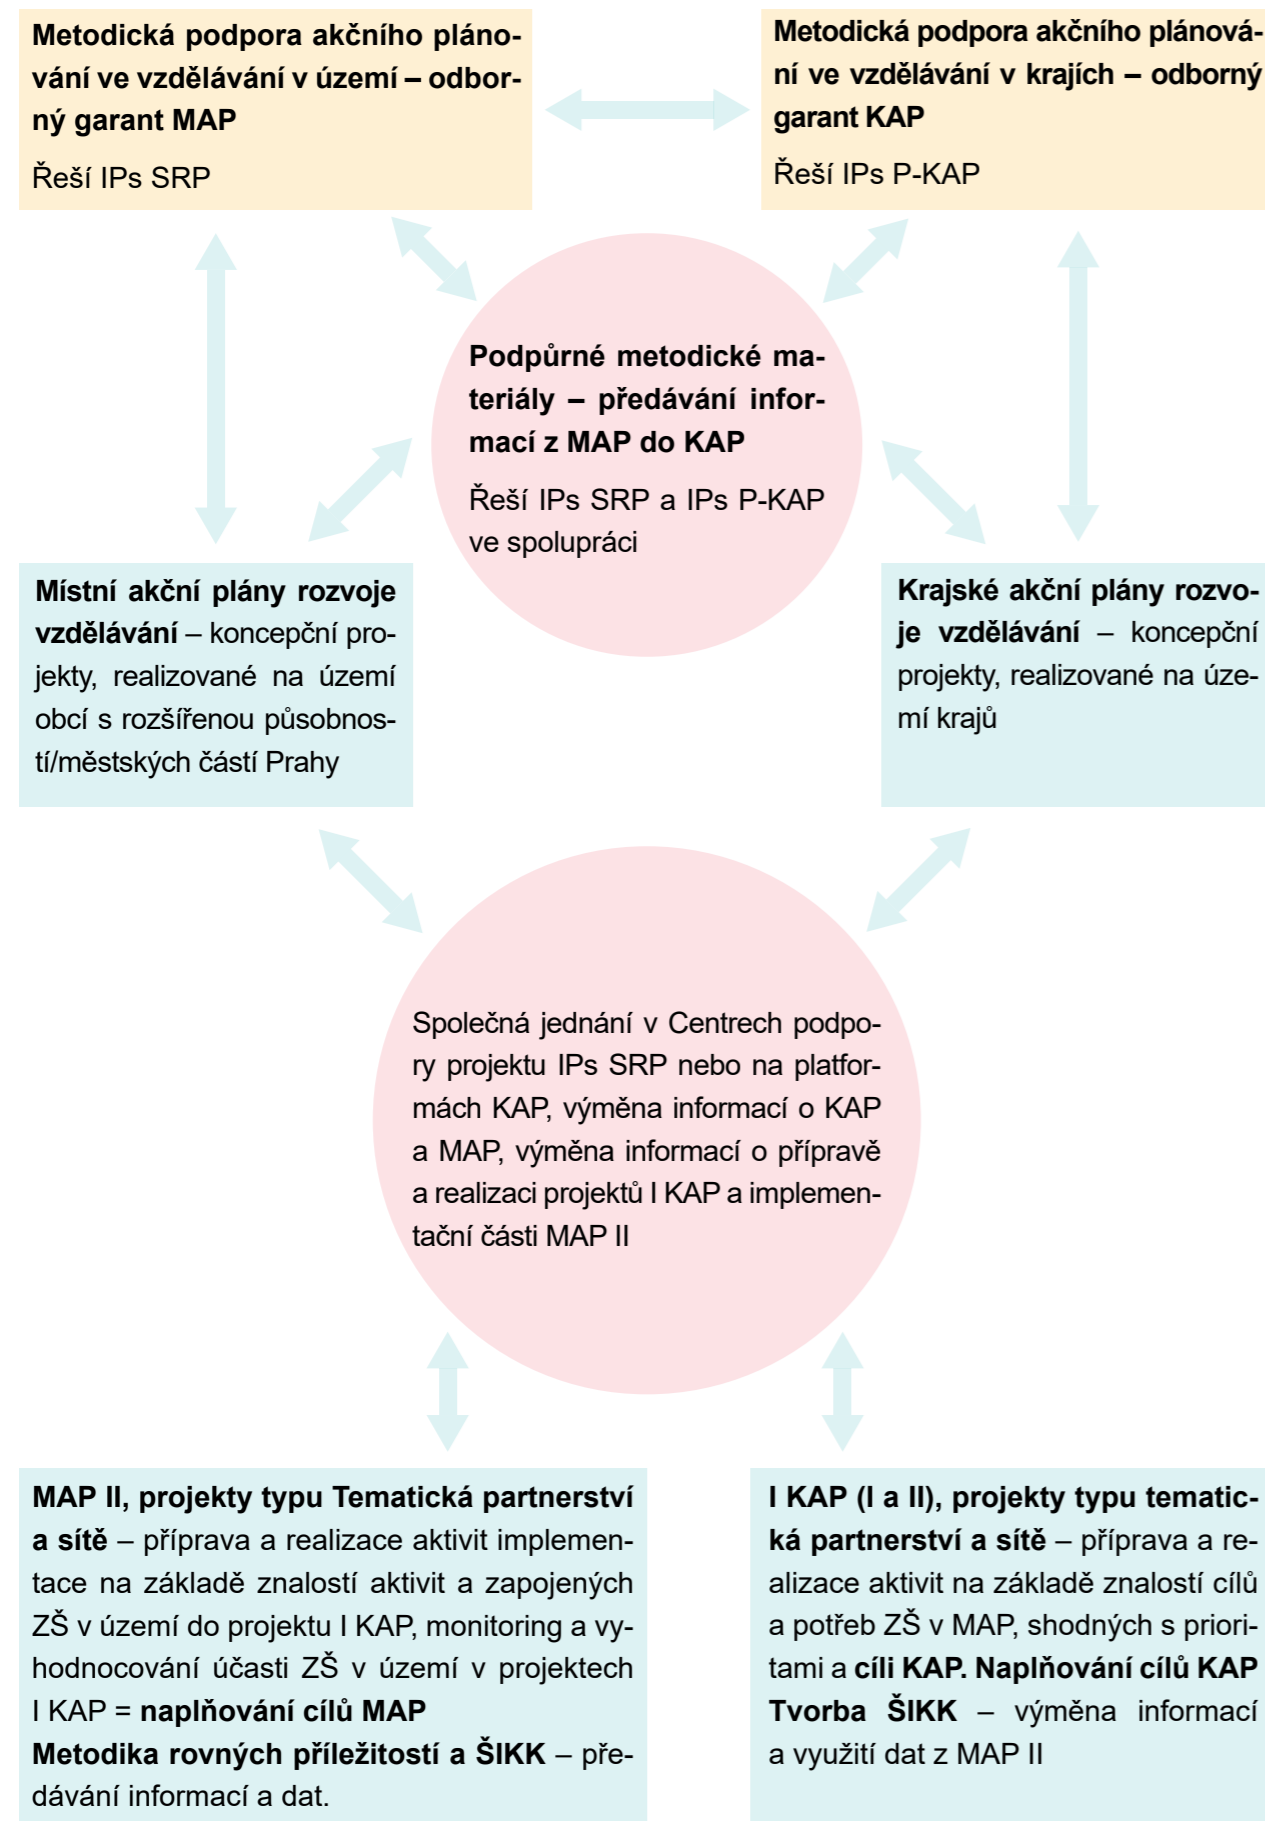 Metodická podpora akčního pláno-
vání ve vzdělávání v území – odbor-
ný garant MAP
Řeší IPs SRP
Metodická podpora akčního plánová-
ní ve vzdělávání v krajích – odborný
garant KAP
Řeší IPs P-KAP
Podpůrné metodické ma-
teriály – předávání infor-
mací z MAP do KAP
Řeší IPs SRP a IPs P-KAP
ve spolupráci
Místní akční plány rozvoje
vzdělávání – koncepční pro-
jekty, realizované na území
obcí s rozšířenou působnos-
tí/městských částí Prahy
Krajské akční plány rozvo-
je vzdělávání – koncepční
projekty, realizované na úze-
mí krajů
Společná jednání v Centrech podpo-
ry projektu IPs SRP nebo na platfor-
mách KAP, výměna informací o KAP
a MAP, výměna informací o přípravě
a realizaci projektů I KAP a implemen-
tační části MAP II
MAP II, projekty typu Tematická partnerství
a sítě – příprava a realizace aktivit implemen-
tace na základě znalostí aktivit a zapojených
ZŠ v území do projektu I KAP, monitoring a vy-
hodnocování účasti ZŠ v území v projektech
I KAP = naplňování cílů MAP
Metodika rovných příležitostí a ŠIKK – pře-
dávání informací a dat.
I KAP (I a II), projekty typu tematic-
ká partnerství a sítě – příprava a re-
alizace aktivit na základě znalostí cílů
a potřeb ZŠ v MAP, shodných s priori-
tami a cíli KAP. Naplňování cílů KAP
Tvorba ŠIKK – výměna informací
a využití dat z MAP II